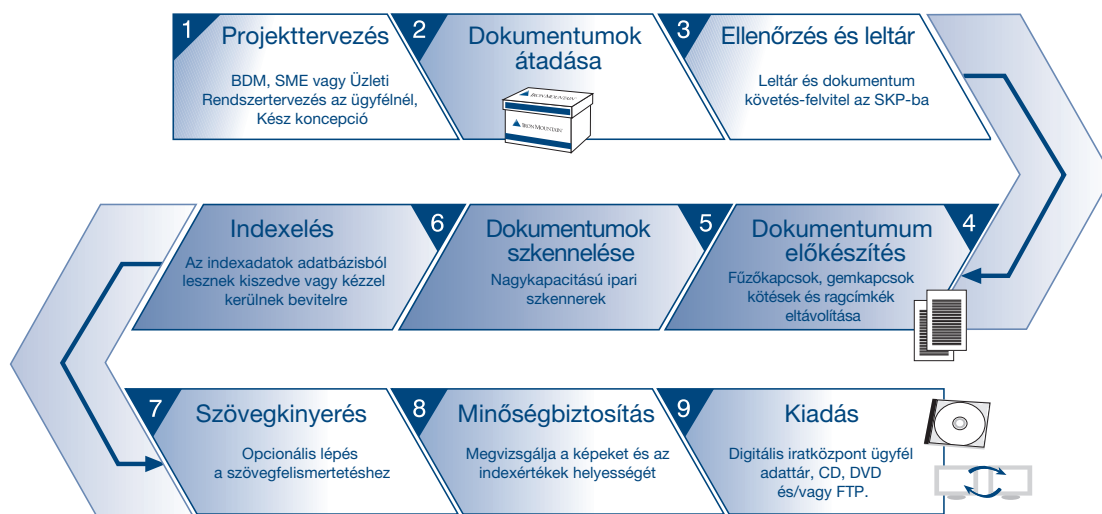 1 Projekttervezés
BDM, SME vagy Üzleti
Rendszertervezés az ügyfélnél,
Kész koncepció
2 Dokumentumok
átadása
IRON MOUNTAIN
IRON MOUNTAIN
3 Ellenőrzés és leltár
Leltár és dokumentum
követés-felvitel az SKP-ba
4 Dokumentumum
előkészítés
Fűzőkapcsok, gemkapcsok
kötések és ragcímkék
eltávolítása
5 Dokumentumok
szkennelése
Nagykapacitású ipari
szkennerek
6 Indexelés
Az indexadatok adatbázisból
lesznek kiszedve vagy kézzel
kerülnek bevitelre
7 Szövegkinyerés
Opcionális lépés
a szövegfelismertetéshez
8 Minőségbiztosítás
Megvizsgálja a képeket és az
indexértékek helyességét
9 Kiadás
Digitális iratközpont ügyfél
adattár, CD, DVD
és/vagy FTP.